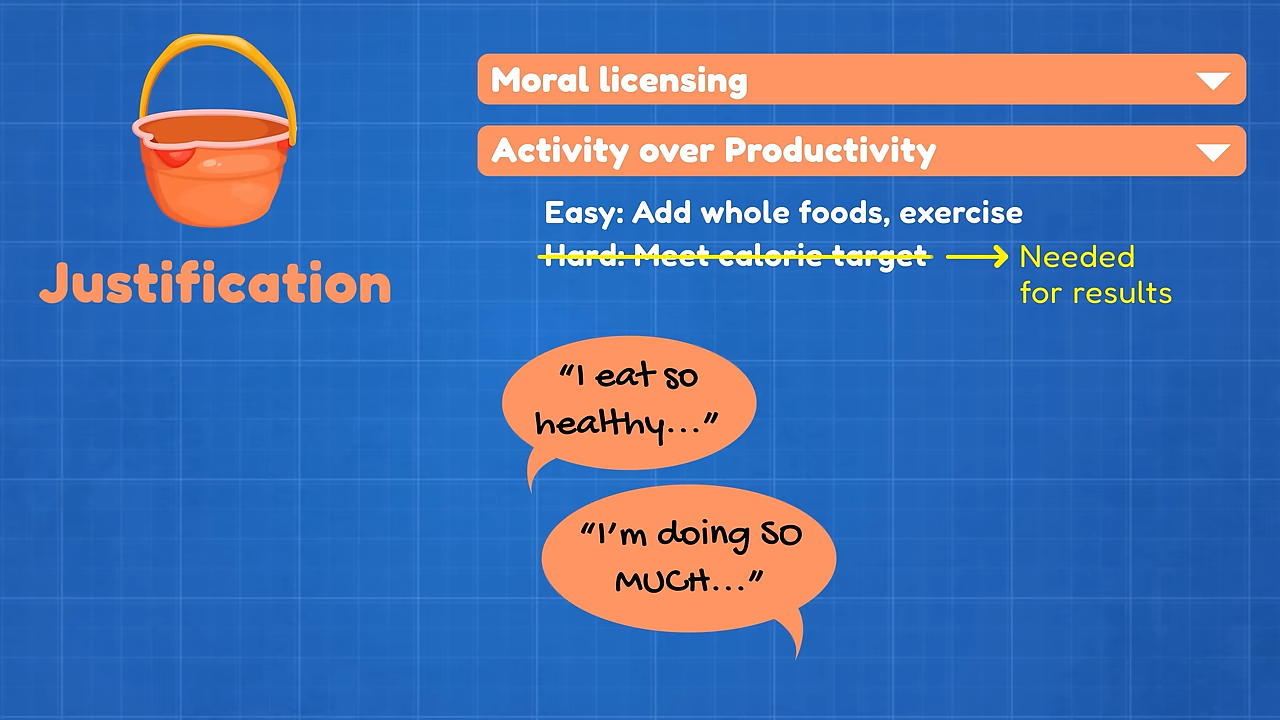 Justification
Moral licensing
Activity over Productivity
Easy: Add whole foods, exercise
Hard: Meet calorie target
Needed
for results
“I eat so
healthy...”
“I’m doing SO
MUCH...”